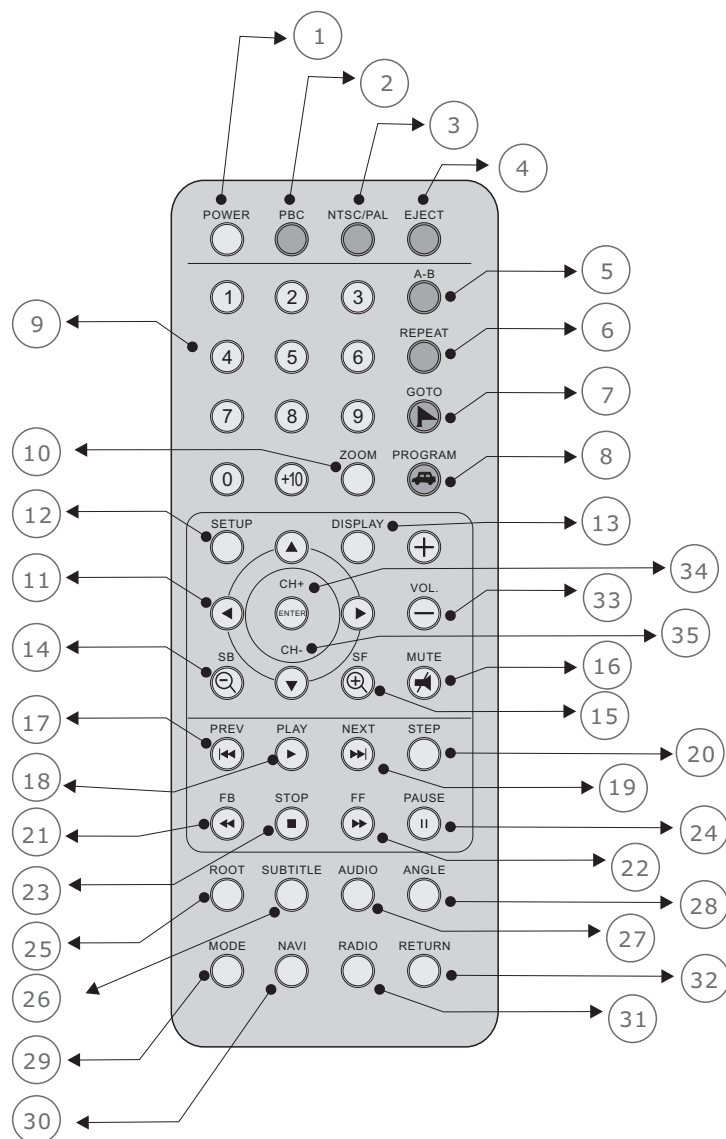 1
2
3
4
POWER PBC NTSC/PAL EJECT
A-B
5
1 2 3
9
REPEAT
6
4 5 6
GOTO
7
7 8 9
10
ZOOM PROGRAM
8
0 +10
12
SETUP DISPLAY
13
CH+
34
11
ENTER
VOL.
33
CH-
35
14
SB SF MUTE
16
15
17
PREV PLAY NEXT STEP
20
18
19
FB STOP FF PAUSE
21
24
22
23
ROOT SUBTITLE AUDIO ANGLE
28
25
27
MODE NAVI RADIO RETURN
26
32
31
29
30